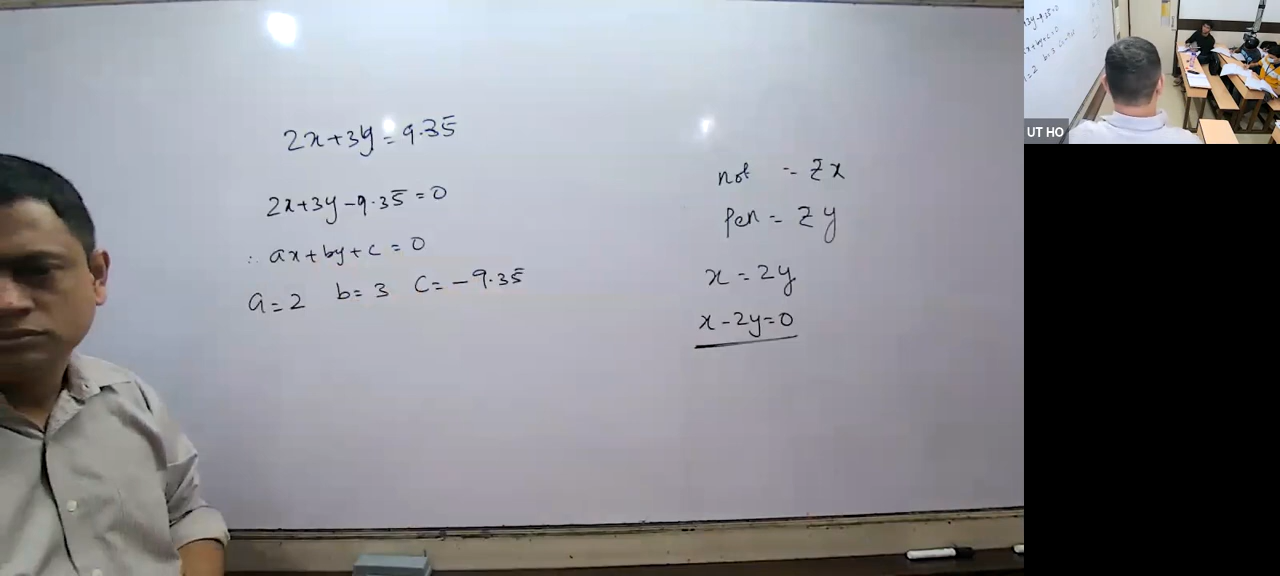 2x+3y=9.35̅
2x+3y-9.35̅=0
∴ ax+by+c=0
a=2 b=3 c=-9.35̅
not = ₹x
Pen = ₹y
x=2y
x-2y=0
UT HO